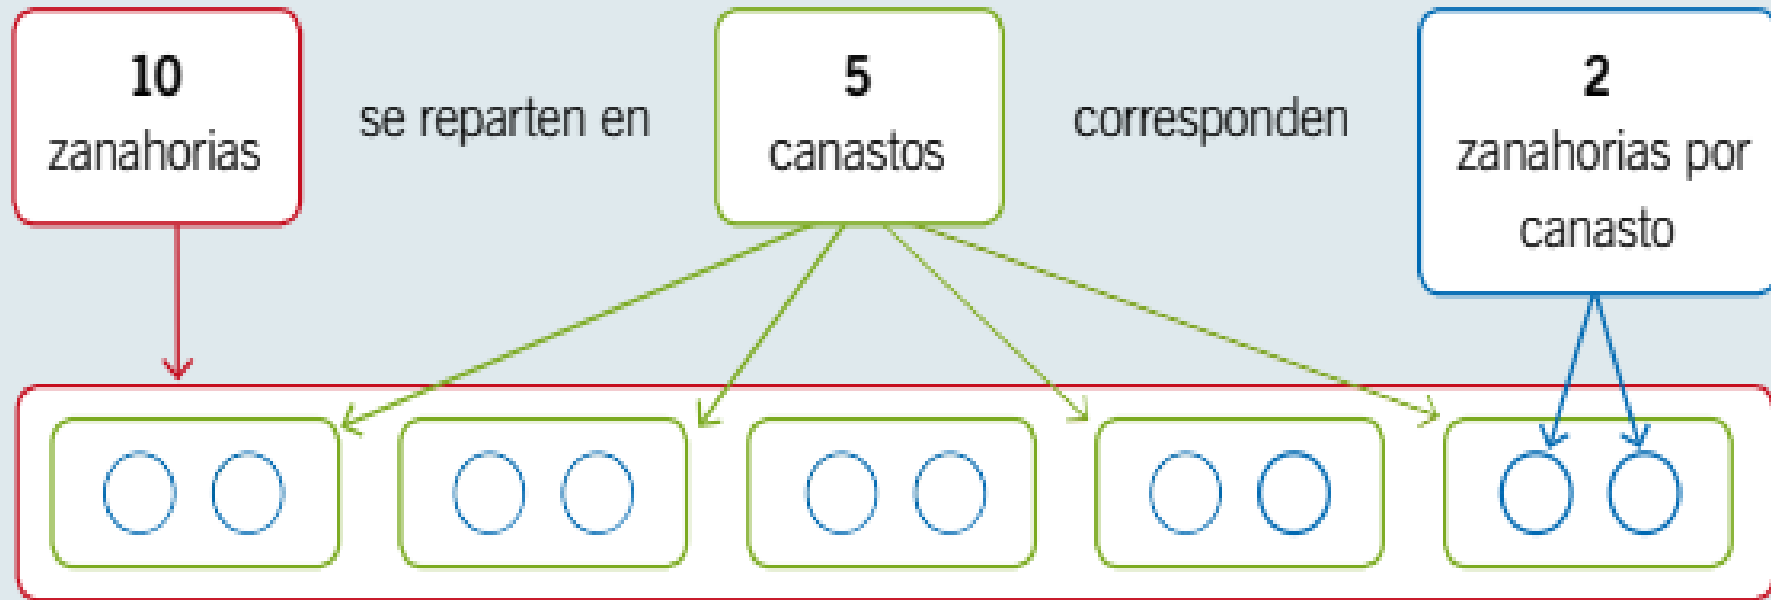 10
zanahorias
se reparten en
5
canastos
corresponden
2
zanahorias por
canasto